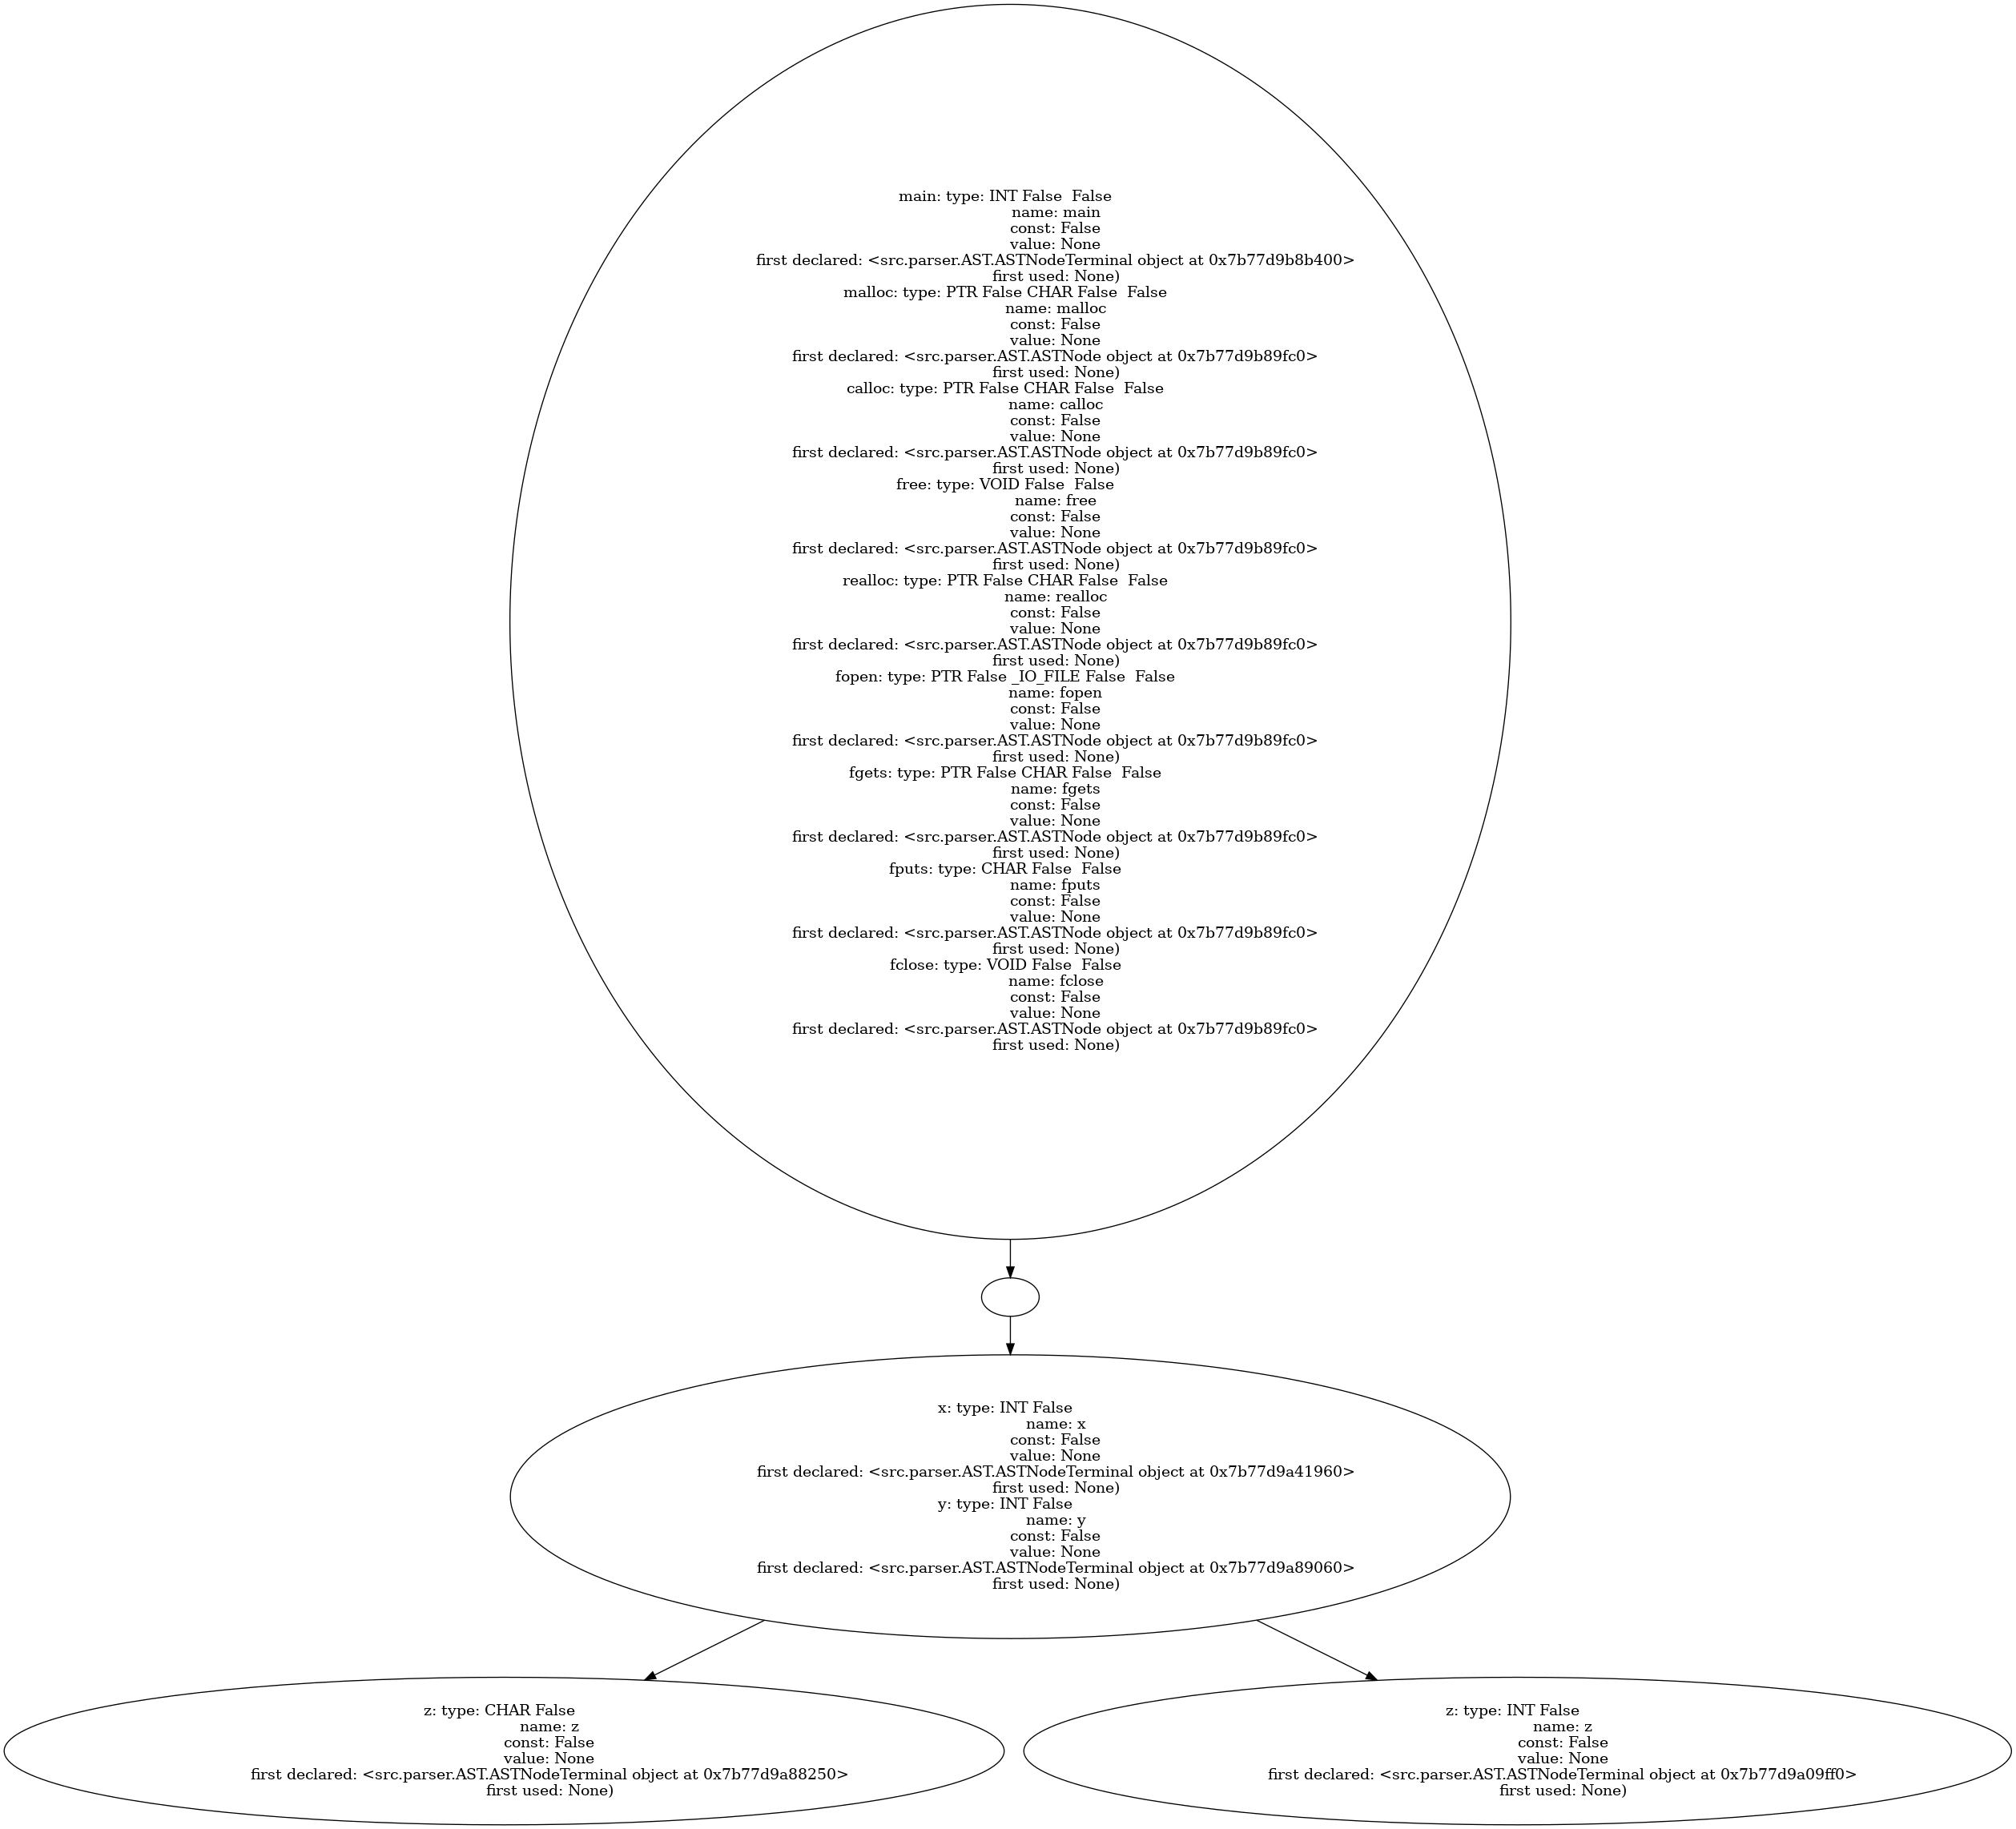 main: type: INT False  False
name: main
const: False
value: None
first declared: <src.parser.AST.ASTNodeTerminal object at 0x7b77d9b8b400>
first used: None)
malloc: type: PTR False CHAR False  False
name: malloc
const: False
value: None
first declared: <src.parser.AST.ASTNode object at 0x7b77d9b89fc0>
first used: None)
calloc: type: PTR False CHAR False  False
name: calloc
const: False
value: None
first declared: <src.parser.AST.ASTNode object at 0x7b77d9b89fc0>
first used: None)
free: type: VOID False  False
name: free
const: False
value: None
first declared: <src.parser.AST.ASTNode object at 0x7b77d9b89fc0>
first used: None)
realloc: type: PTR False CHAR False  False
name: realloc
const: False
value: None
first declared: <src.parser.AST.ASTNode object at 0x7b77d9b89fc0>
first used: None)
fopen: type: PTR False _IO_FILE False  False
name: fopen
const: False
value: None
first declared: <src.parser.AST.ASTNode object at 0x7b77d9b89fc0>
first used: None)
fgets: type: PTR False CHAR False  False
name: fgets
const: False
value: None
first declared: <src.parser.AST.ASTNode object at 0x7b77d9b89fc0>
first used: None)
fputs: type: CHAR False  False
name: fputs
const: False
value: None
first declared: <src.parser.AST.ASTNode object at 0x7b77d9b89fc0>
first used: None)
fclose: type: VOID False  False
name: fclose
const: False
value: None
first declared: <src.parser.AST.ASTNode object at 0x7b77d9b89fc0>
first used: None)
x: type: INT False
name: x
const: False
value: None
first declared: <src.parser.AST.ASTNodeTerminal object at 0x7b77d9a41960>
first used: None)
y: type: INT False
name: y
const: False
value: None
first declared: <src.parser.AST.ASTNodeTerminal object at 0x7b77d9a89060>
first used: None)
z: type: CHAR False
name: z
const: False
value: None
first declared: <src.parser.AST.ASTNodeTerminal object at 0x7b77d9a88250>
first used: None)
z: type: INT False
name: z
const: False
value: None
first declared: <src.parser.AST.ASTNodeTerminal object at 0x7b77d9a09ff0>
first used: None)